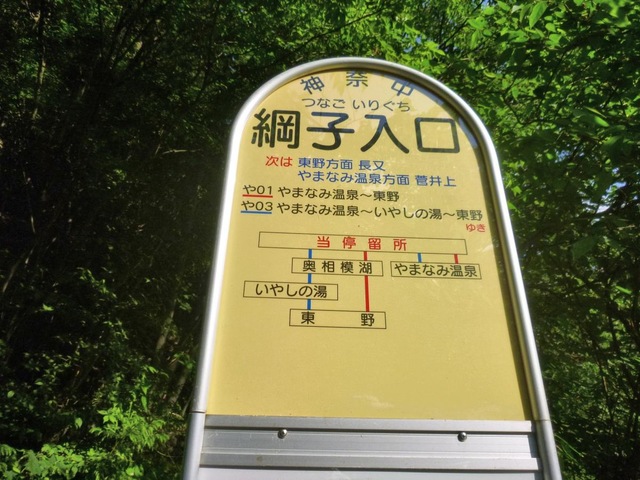 神奈中
つなご いりぐち
綱子入口
次は 東野方面 長又
やまなみ温泉方面 菅井上
や01 やまなみ温泉～東野
や03 やまなみ温泉～いやしの湯～東野
ゆき
当停留所
奥相模湖 やまなみ温泉
いやしの湯
東野